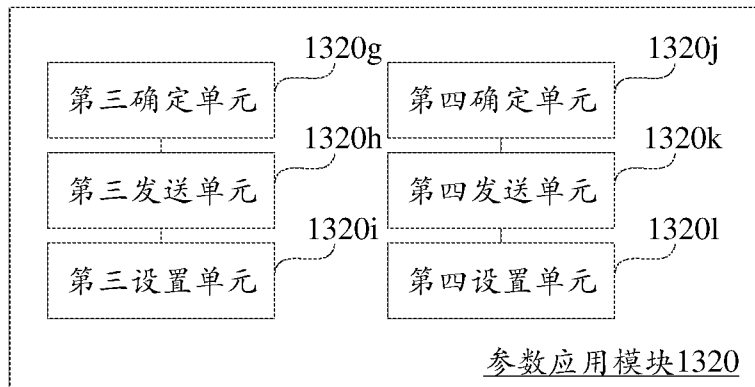 1320g 1320j
第三确定单元 第四确定单元
1320h 1320k
第三发送单元 第四发送单元
1320i 1320l
第三设置单元 第四设置单元
参数应用模块1320